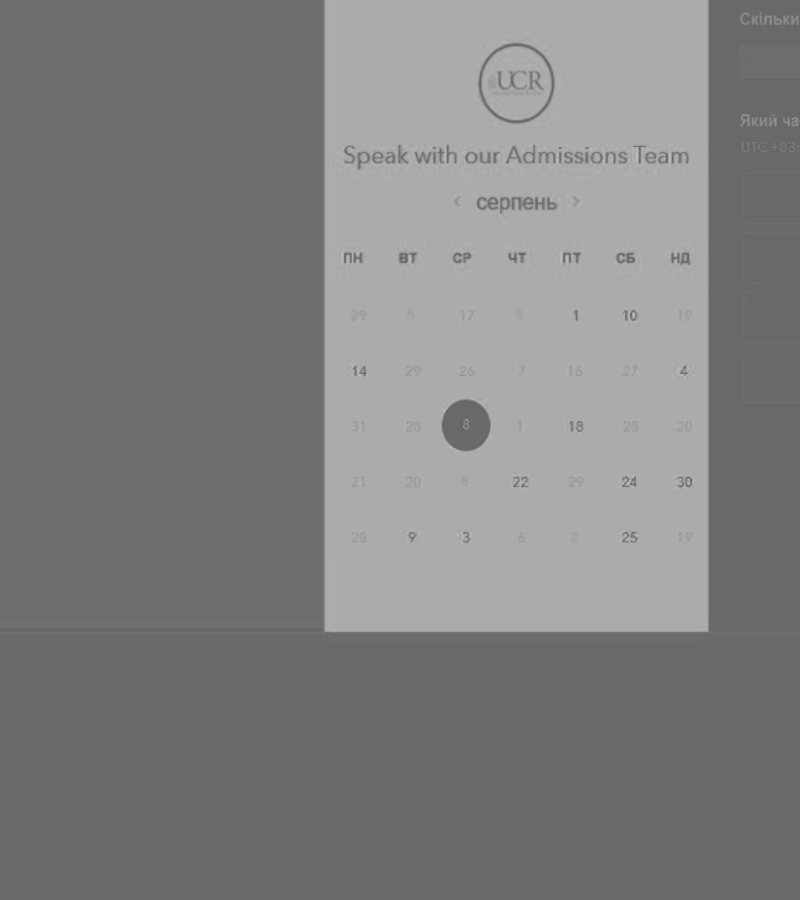 Скільки
UCR
Який ча
Speak with our Admissions Team
UTC +03:
< серпень >
ПН ВТ СР ЧТ ПТ СБ НД
29 5 17 5 1 10 19
14 29 26 7 16 27 4
31 28 8 1 18 28 20
21 20 5 22 29 24 30
28 9 3 6 2 25 19